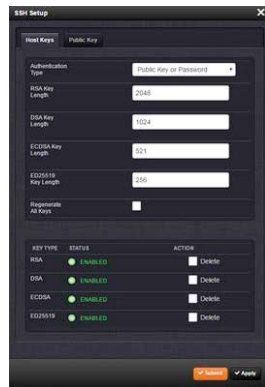 SSH Setup
Host Keys
Public Key
Authentication
Type
Public Key or Password
RSA Key
Length
2048
DSA Key
Length
1024
ECDSA Key
Length
521
ED25519
Key Length
256
Regenerate
All Keys
KEY TYPE STATUS ACTION
RSA ENABLED Delete
DSA ENABLED Delete
ECDSA ENABLED Delete
ED25519 ENABLED Delete
Submit Apply